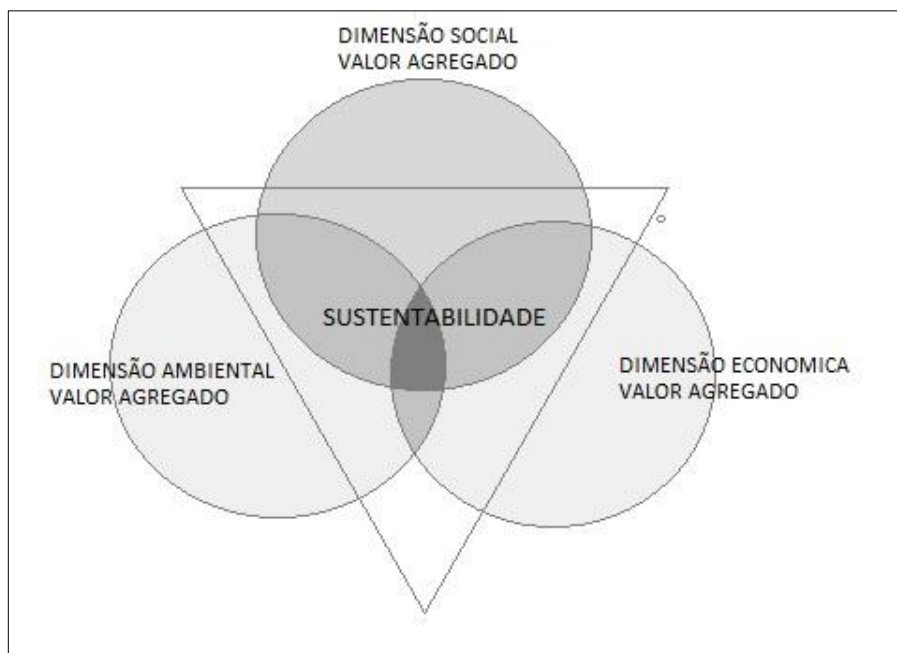 DIMENSÃO SOCIAL
VALOR AGREGADO
SUSTENTABILIDADE
DIMENSÃO AMBIENTAL
VALOR AGREGADO
DIMENSÃO ECONOMICA
VALOR AGREGADO